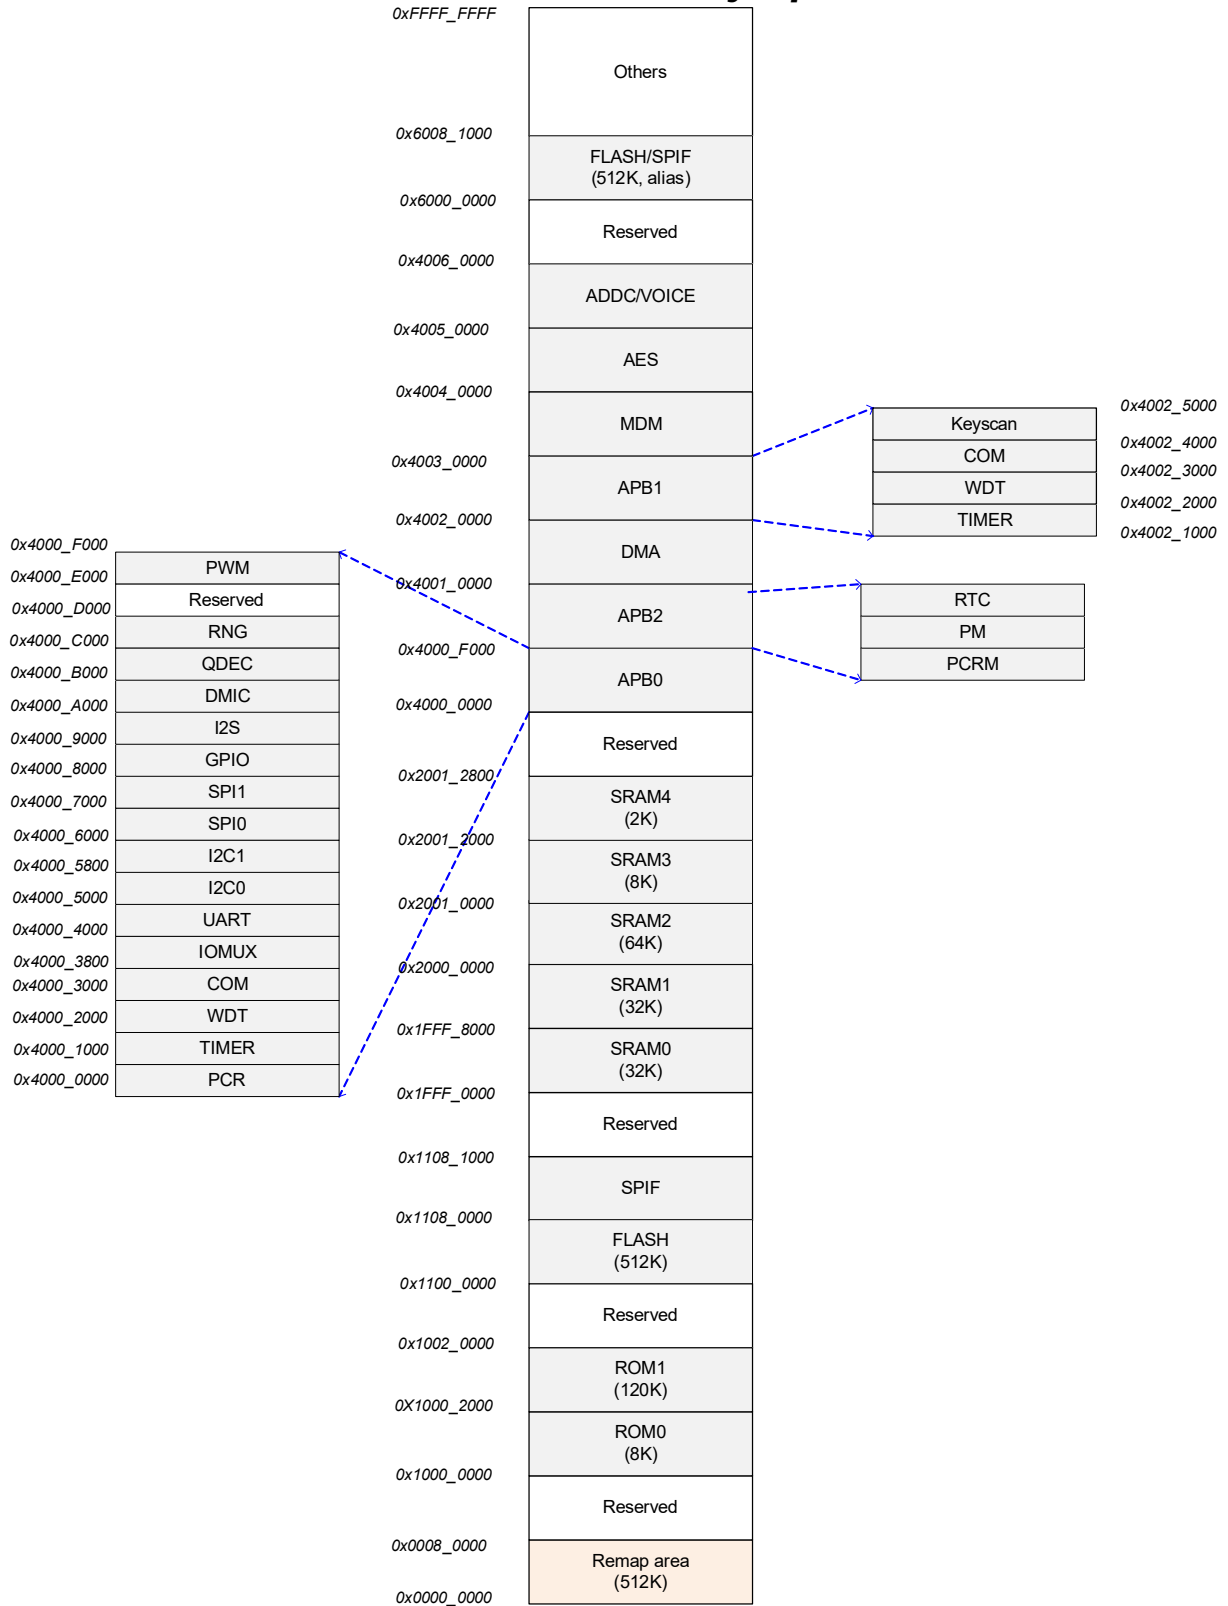 0xFFFF_FFFF
Others
0x6008_1000
FLASH/SPIF
(512K, alias)
0x6000_0000
Reserved
0x4006_0000
ADDC/VOICE
0x4005_0000
AES
0x4004_0000
MDM
0x4003_0000
APB1
0x4002_0000
DMA
0x4001_0000
APB2
0x4000_F000
APB0
0x4000_0000
Reserved
0x2001_2800
SRAM4
(2K)
0x2001_2000
SRAM3
(8K)
0x2001_0000
SRAM2
(64K)
0x2000_0000
SRAM1
(32K)
0x1FFF_8000
SRAM0
(32K)
0x1FFF_0000
Reserved
0x1108_1000
SPIF
0x1108_0000
FLASH
(512K)
0x1100_0000
Reserved
0x1002_0000
ROM1
(120K)
0X1000_2000
ROM0
(8K)
0x1000_0000
Reserved
0x0008_0000
Remap area
(512K)
0x0000_0000
0x4002_5000
Keyscan
0x4002_4000
COM
0x4002_3000
WDT
0x4002_2000
TIMER
0x4002_1000
RTC
PM
PCRM
0x4000_F000
PWM
0x4000_E000
Reserved
0x4000_D000
RNG
0x4000_C000
QDEC
0x4000_B000
DMIC
0x4000_A000
I2S
0x4000_9000
GPIO
0x4000_8000
SPI1
0x4000_7000
SPI0
0x4000_6000
I2C1
0x4000_5800
I2C0
0x4000_5000
UART
0x4000_4000
IOMUX
0x4000_3800
COM
0x4000_3000
WDT
0x4000_2000
TIMER
0x4000_1000
PCR
0x4000_0000